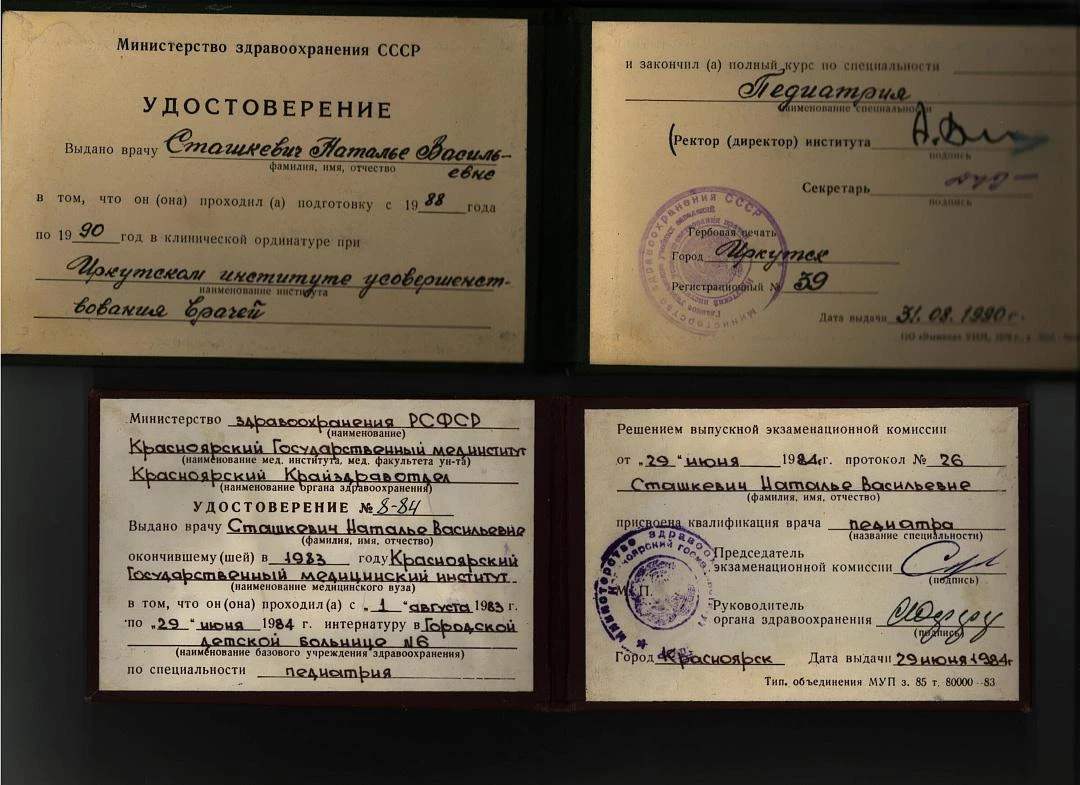 Министерство здравоохранения СССР
УДОСТОВЕРЕНИЕ
Выдано врачу Сташкевич Наталье Василь-
фамилия, имя, отчество
евне
в том, что он (она) проходил (а) подготовку с 1988 года
по 1990 год в клинической ординатуре при
Иркутском институте усовершенст-
наименование института
вования врачей
и закончил (а) полный курс по специальности
Педиатрия
наименование специальности
Ректор (директор) института
подпись
Секретарь
подпись
Гербовая печать
Город Иркутск
Регистрационный № 39
Дата выдачи 31.08.1990г.
Министерство здравоохранения РСФСР
(наименование)
Красноярский Государственный мединститут
(наименование мед. института, мед. факультета ун-та)
Красноярский Крайздравотдел
(наименование органа здравоохранения)
УДОСТОВЕРЕНИЕ № 8-84
Выдано врачу Сташкевич Наталье Васильевне
(фамилия, имя, отчество)
окончившему (шей) в 1983 году Красноярский
Государственный медицинский институт
(наименование медицинского вуза)
в том, что он(она) проходил(а) с „1“ августа 1983 г.
по „29“ июня 1984 г. интернатуру в Городской
детской больнице №6
(наименование базового учреждения здравоохранения)
по специальности педиатрия
Решением выпускной экзаменационной комиссии
от „29“ июня 1984г. протокол № 26
Сташкевич Наталье Васильевне
(фамилия, имя, отчество)
присвоена квалификация врача педиатра
(название специальности)
Председатель
экзаменационной комиссии
(подпись)
М. П.
Руководитель
органа здравоохранения
(подпись)
Город Красноярск Дата выдачи 29 июня 1984г
Тип. объединения МУП з. 85 т. 80000-83